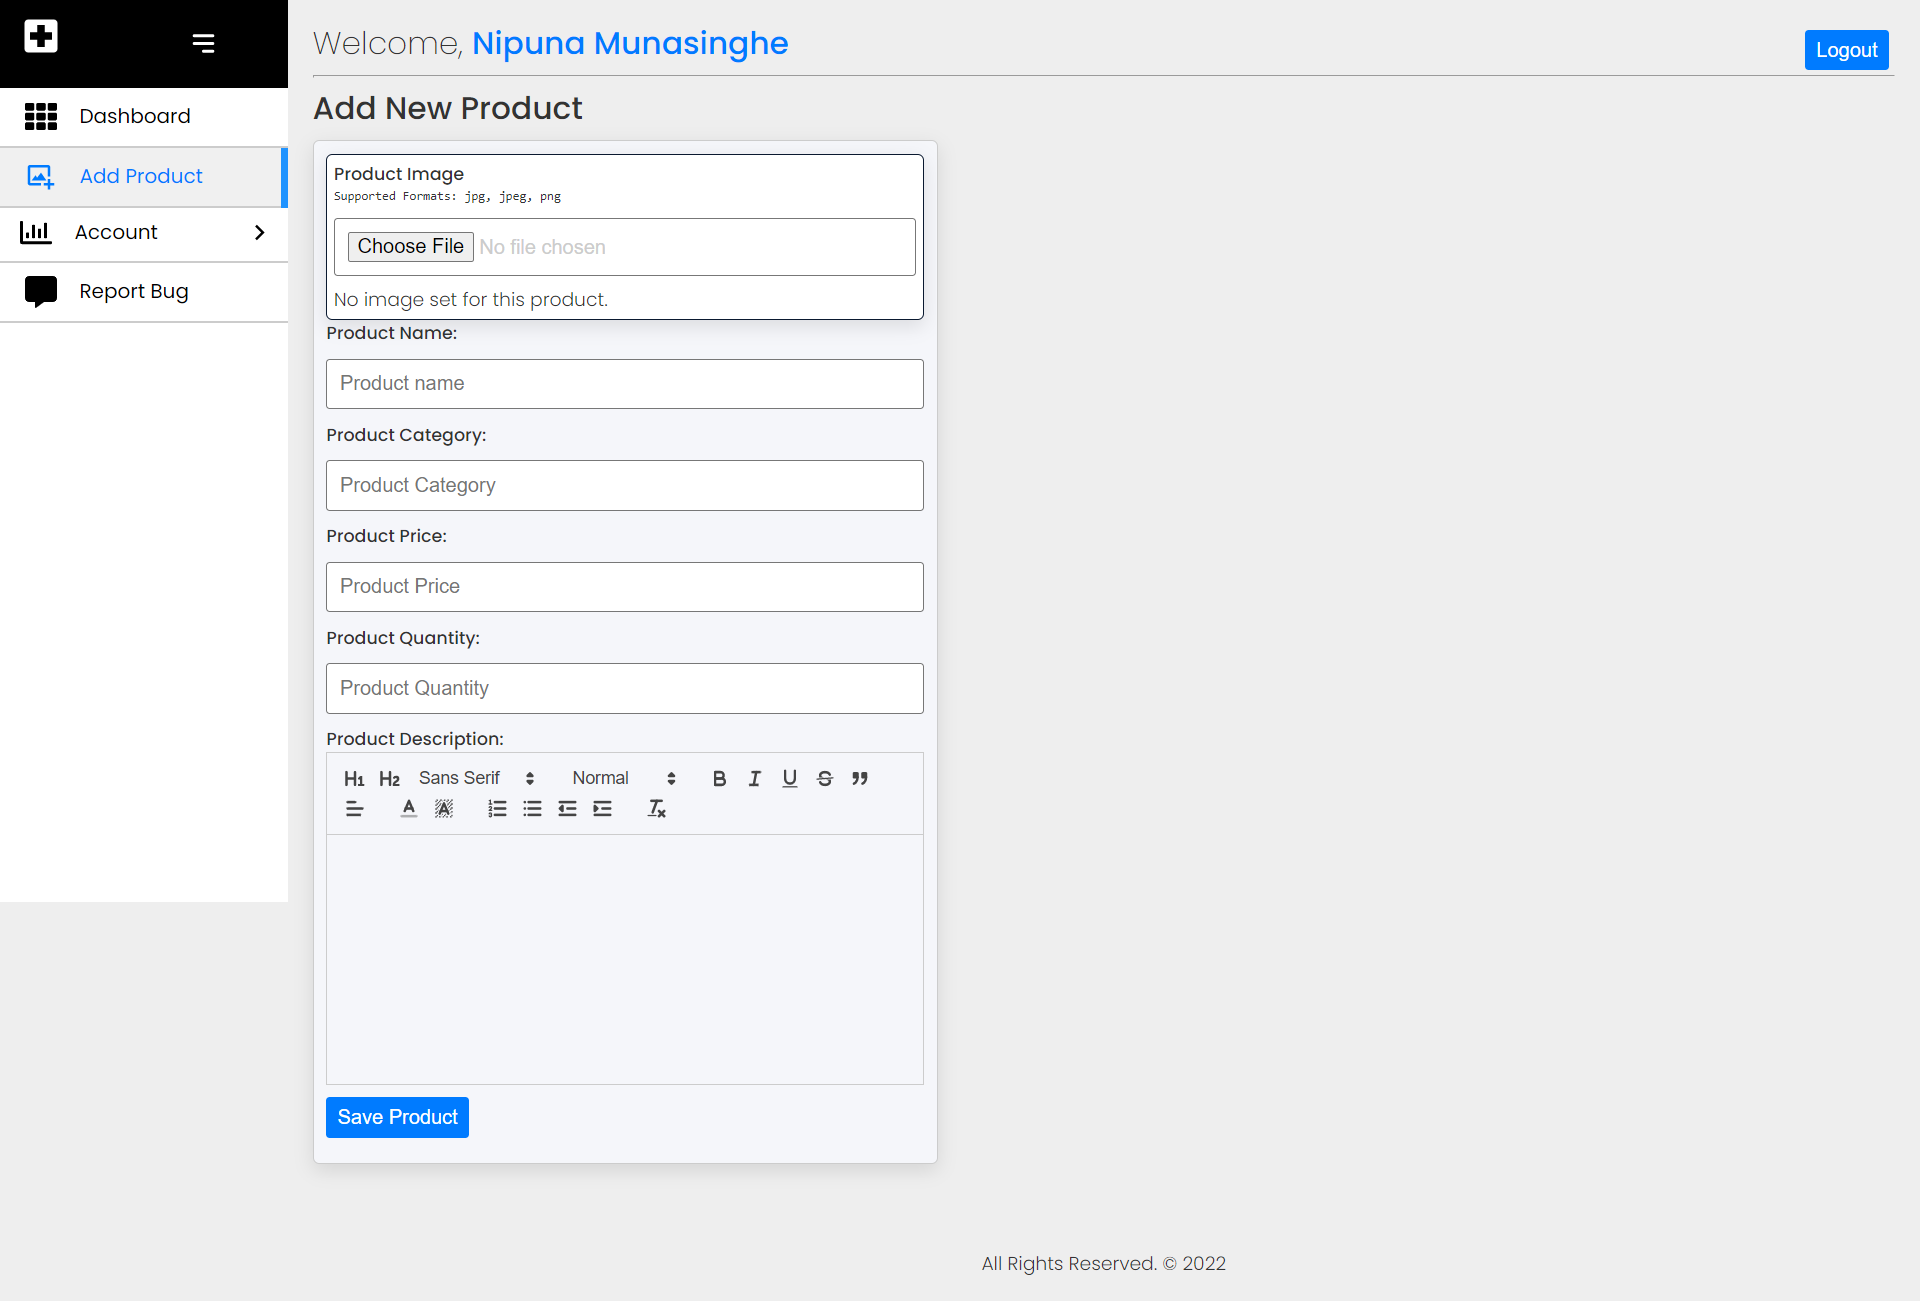 Welcome, Nipuna Munasinghe
Logout
Dashboard
Add Product
Account
Report Bug
Add New Product
Product Image
Supported Formats: jpg, jpeg, png
Choose File No file chosen
No image set for this product.
Product Name:
Product name
Product Category:
Product Category
Product Price:
Product Price
Product Quantity:
Product Quantity
Product Description:
H1 H2 Sans Serif Normal B I U S
A A
Save Product
All Rights Reserved. © 2022